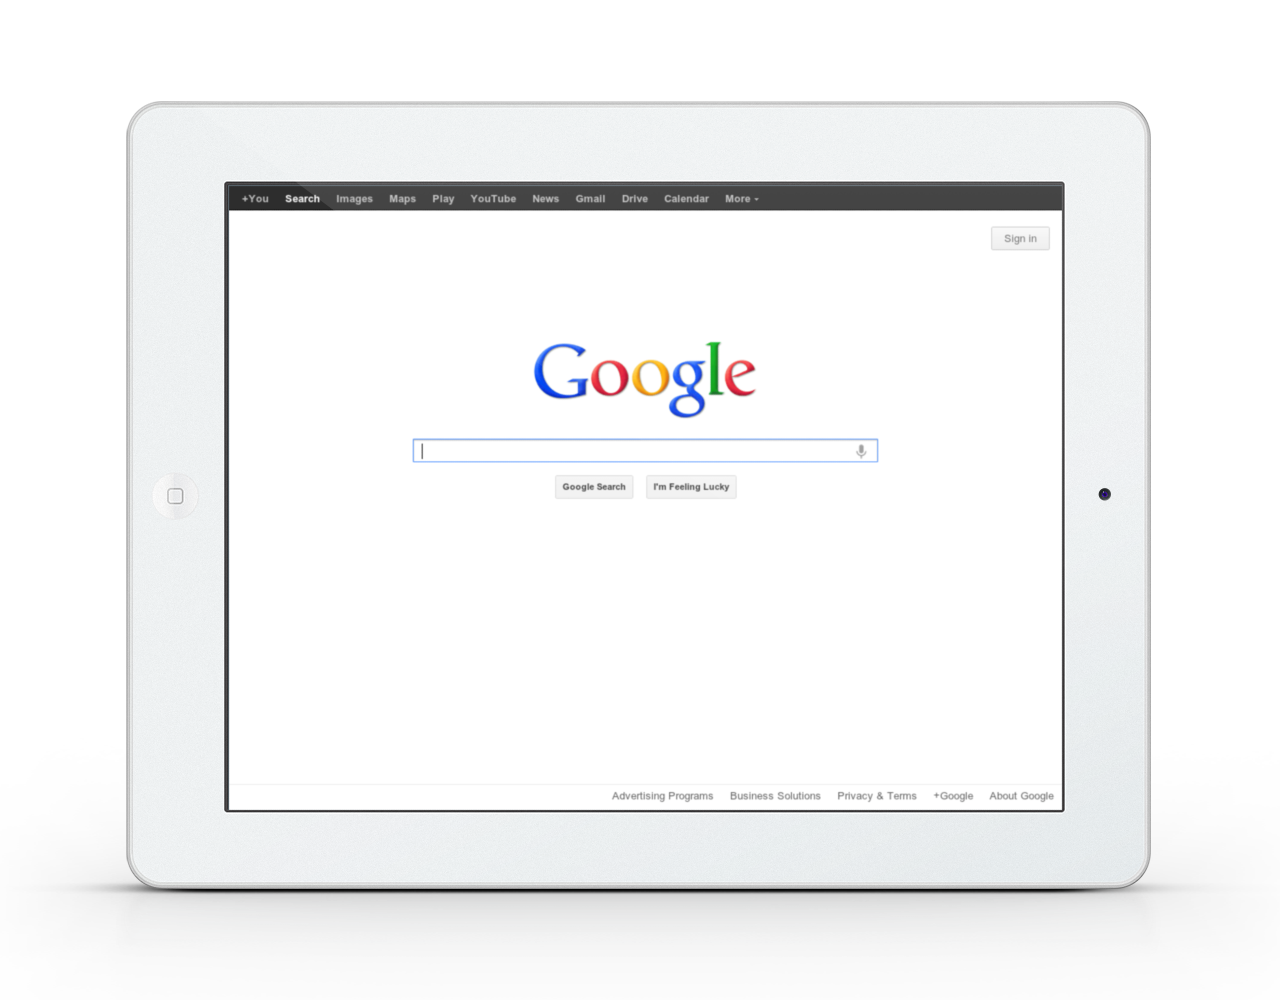 +You Search Images Maps Play YouTube News Gmail Drive Calendar More
Sign in
Google
Google Search I'm Feeling Lucky
Advertising Programs Business Solutions Privacy & Terms +Google About Google